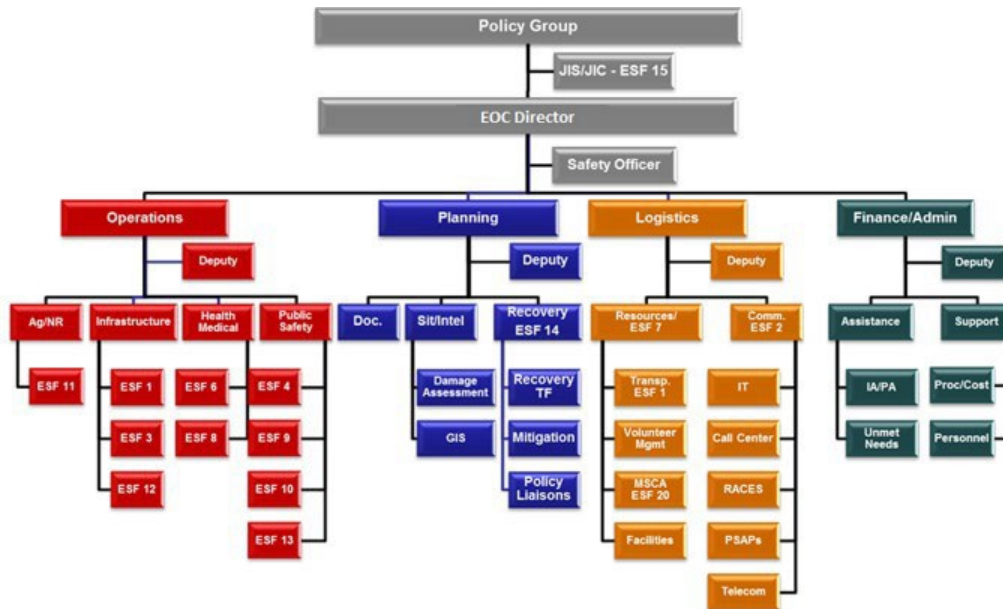 Policy Group
JIS/JIC - ESF 15
EOC Director
Safety Officer
Operations
Planning
Logistics
Finance/Admin
Deputy
Deputy
Deputy
Deputy
Ag/NR
Infrastructure
Health
Medical
Public
Safety
Doc.
Sit/Intel
Recovery
ESF 14
Resources/
ESF 7
Comm.
ESF 2
Assistance
Support
ESF 11
ESF 1
ESF 6
ESF 4
Damage
Assessment
Recovery
TF
Transp.
ESF 1
IT
IA/PA
Proc/Cost
ESF 3
ESF 8
ESF 9
GIS
Mitigation
Volunteer
Mgmt
Call Center
Unmet
Needs
Personnel
ESF 12
ESF 10
Policy
Liaisons
MSCA
ESF 20
RACES
ESF 13
Facilities
PSAPs
Telecom